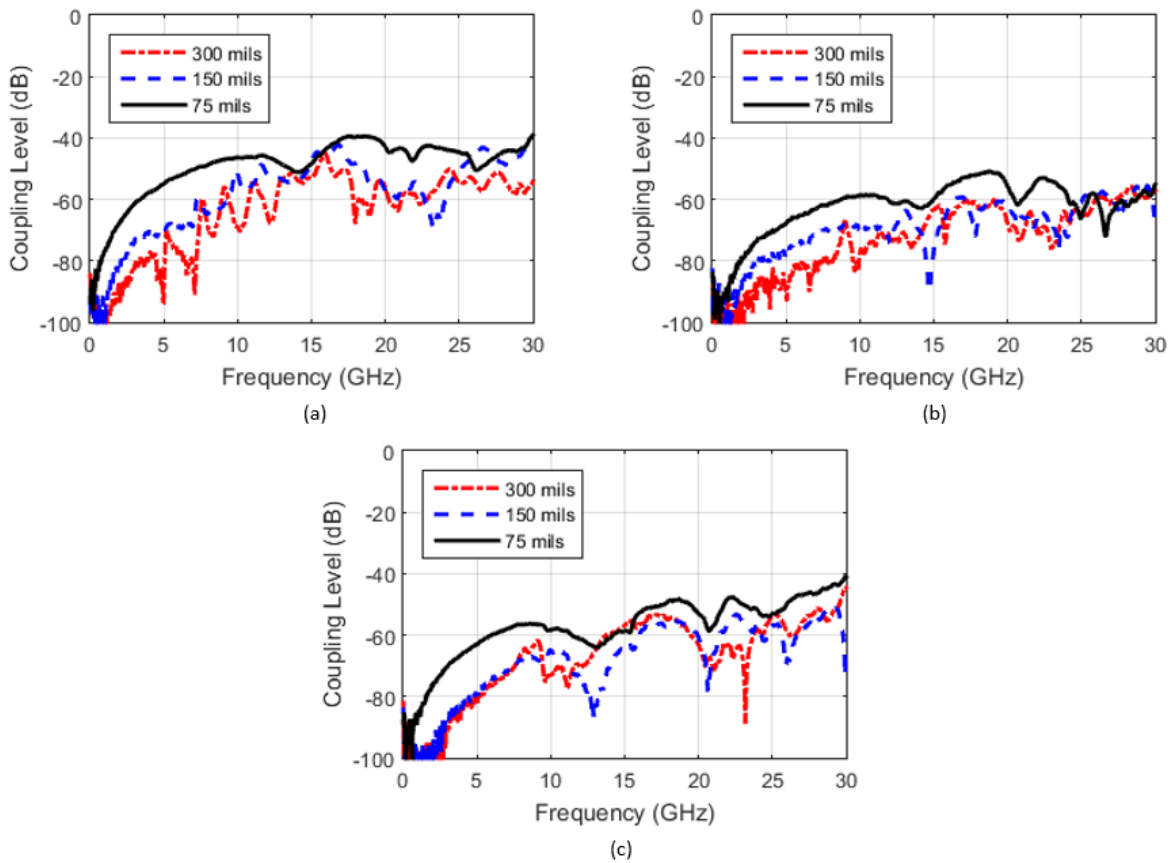 0
-20
-40
-60
-80
-100
Coupling Level (dB)
300 mils
150 mils
75 mils
0 5 10 15 20 25 30
Frequency (GHz)
(a)
0
-20
-40
-60
-80
-100
Coupling Level (dB)
300 mils
150 mils
75 mils
0 5 10 15 20 25 30
Frequency (GHz)
(b)
0
-20
-40
-60
-80
-100
Coupling Level (dB)
300 mils
150 mils
75 mils
0 5 10 15 20 25 30
Frequency (GHz)
(c)